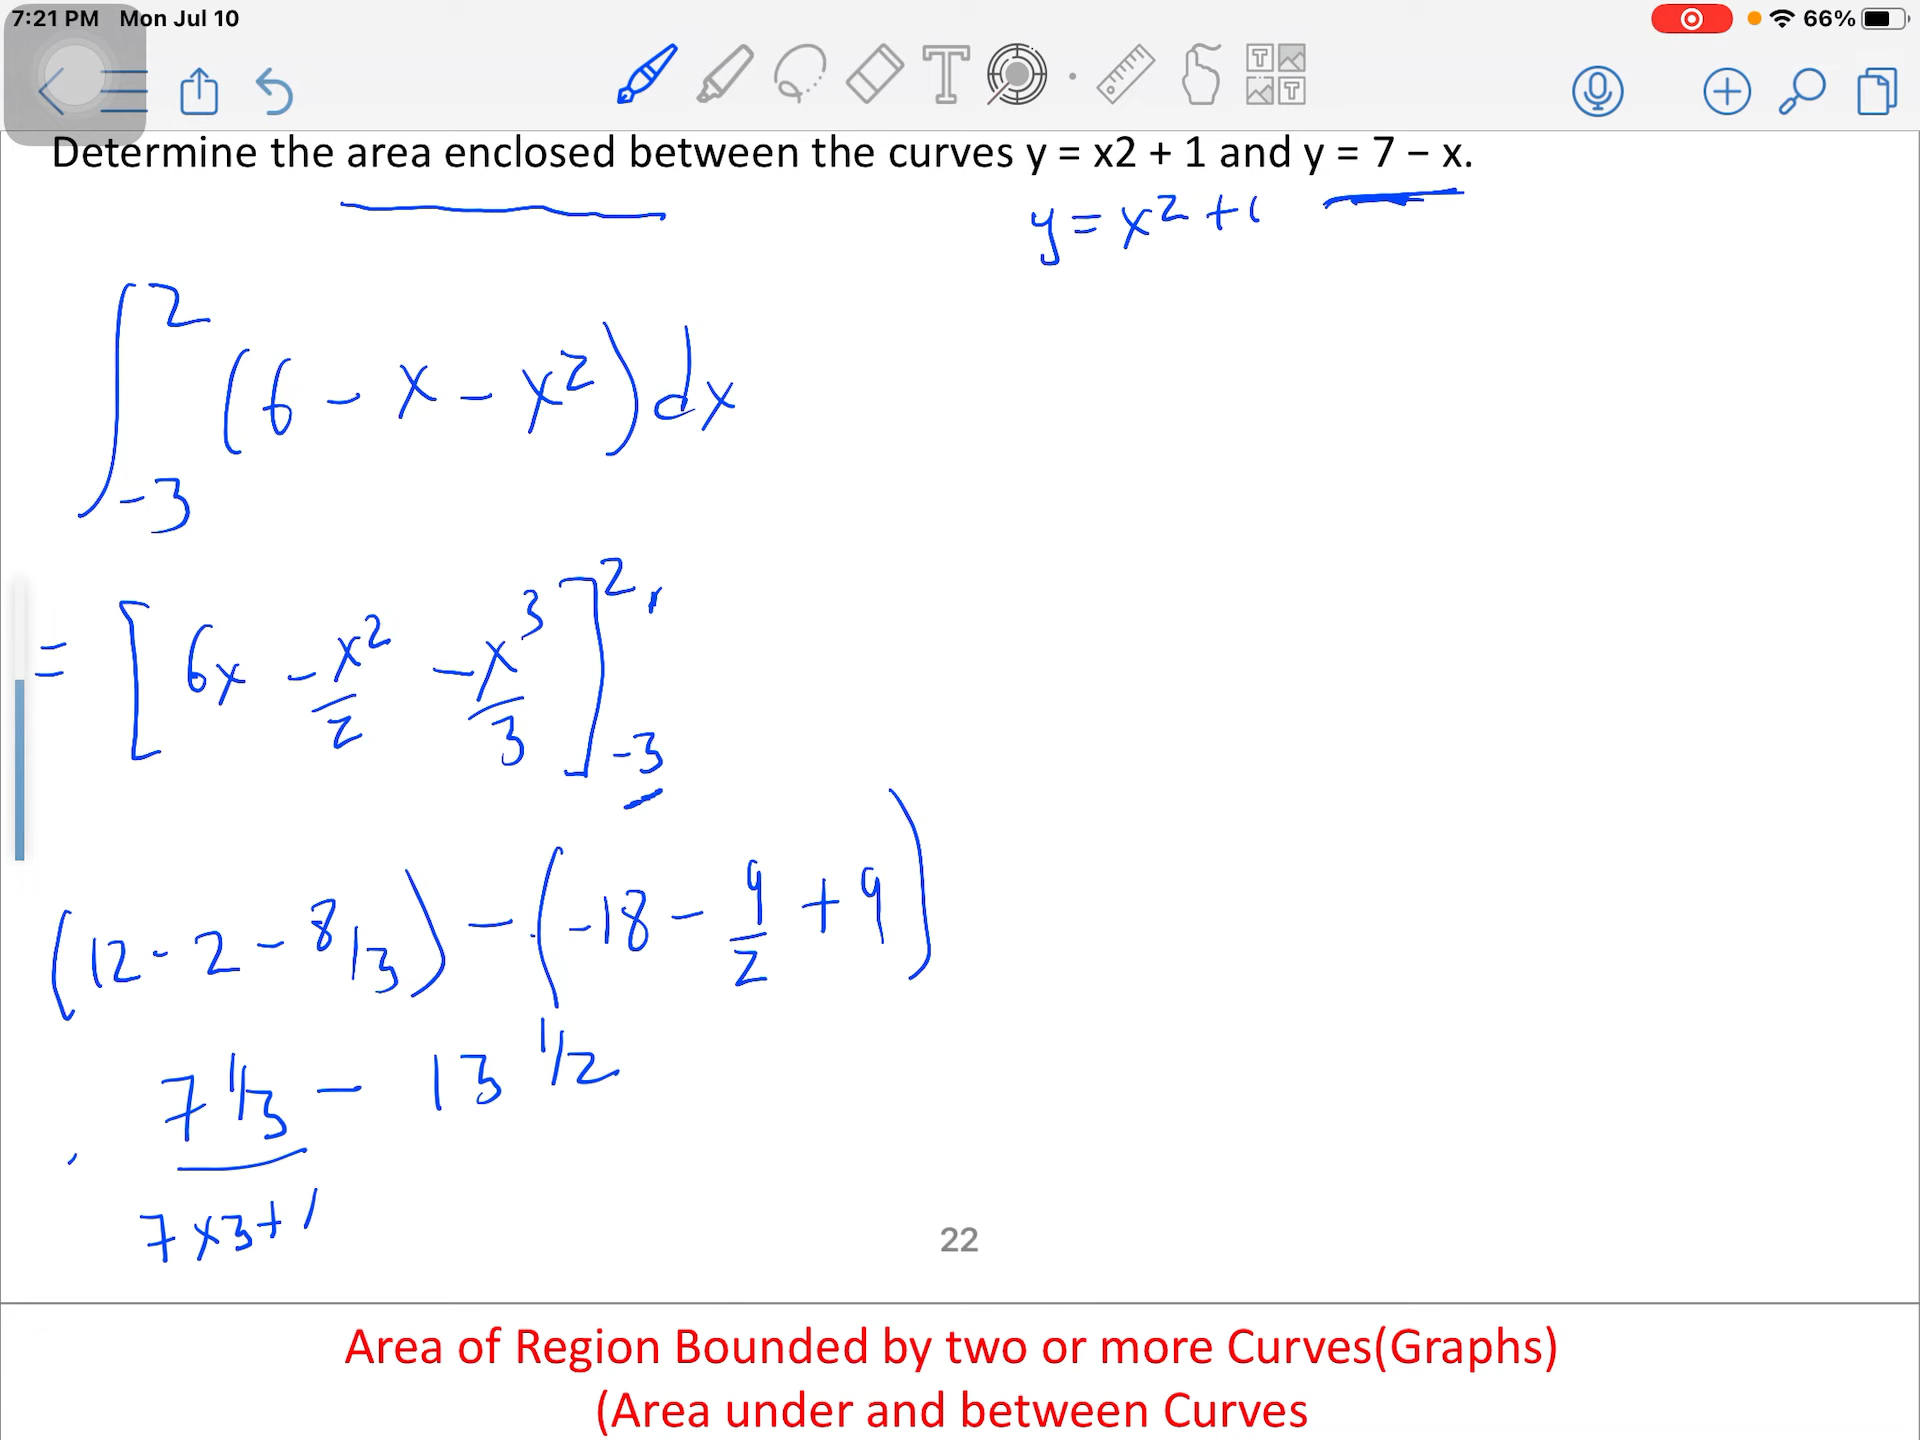 7:21 PM Mon Jul 10 66%
Determine the area enclosed between the curves y = x2 + 1 and y = 7 − x.
y = x² + 1
∫₋₃² (6 − x − x²) dx
= [6x − x²/2 − x³/3]²₋₃
(12 - 2 - 8/3) − (-18 − 9/2 + 9)
7 1/3 − 13 1/2
7 x 3 + 1
22
Area of Region Bounded by two or more Curves(Graphs)
(Area under and between Curves